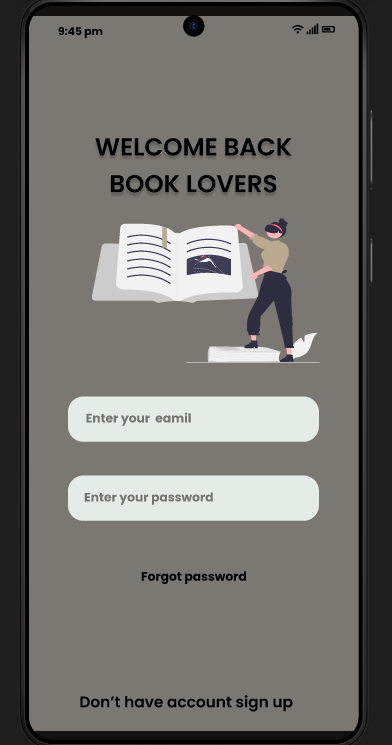 9:45 pm
WELCOME BACK
BOOK LOVERS
Enter your eamil
Enter your password
Forgot password
Don’t have account sign up